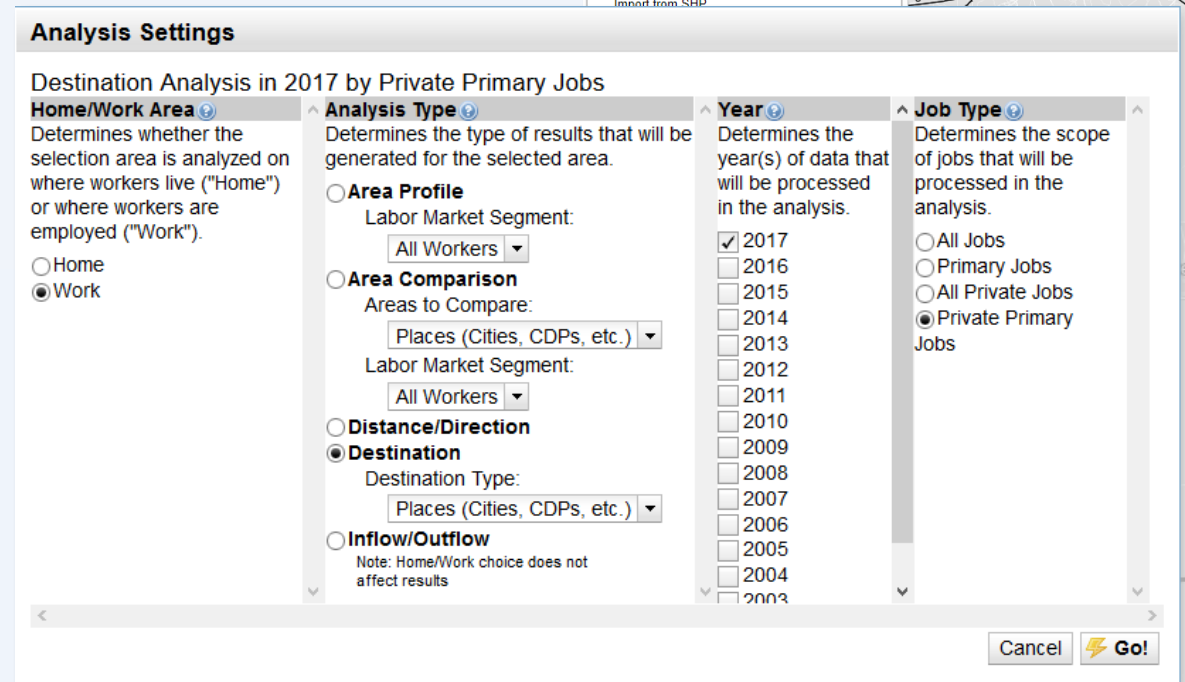 Import from SHP
Analysis Settings
Destination Analysis in 2017 by Private Primary Jobs
Home/Work Area
Determines whether the
selection area is analyzed on
where workers live ("Home")
or where workers are
employed ("Work").
Home
Work
Analysis Type
Determines the type of results that will be
generated for the selected area.
Area Profile
Labor Market Segment:
All Workers
Area Comparison
Areas to Compare:
Places (Cities, CDPs, etc.)
Labor Market Segment:
All Workers
Distance/Direction
Destination
Destination Type:
Places (Cities, CDPs, etc.)
Inflow/Outflow
Note: Home/Work choice does not
affect results
Year
Determines the
year(s) of data that
will be processed
in the analysis.
2017
2016
2015
2014
2013
2012
2011
2010
2009
2008
2007
2006
2005
2004
2003
Job Type
Determines the scope
of jobs that will be
processed in the
analysis.
All Jobs
Primary Jobs
All Private Jobs
Private Primary
Jobs
Cancel
Go!